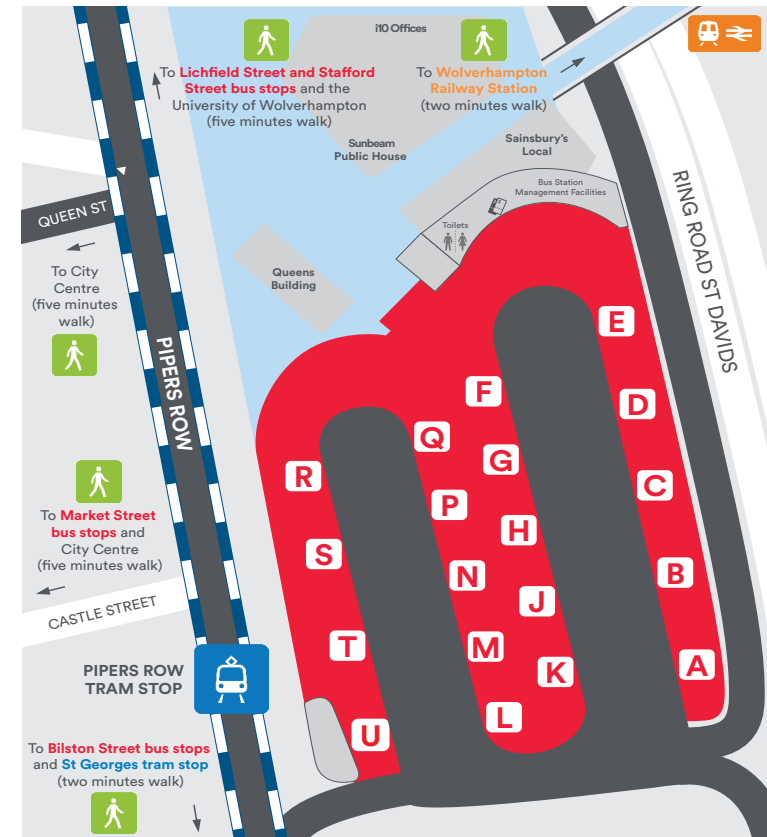 i10 Offices
To Lichfield Street and Stafford
Street bus stops and the
University of Wolverhampton
(five minutes walk)
To Wolverhampton
Railway Station
(two minutes walk)
Sunbeam
Public House
Sainsbury's
Local
Bus Station
Management Facilities
Toilets
RING ROAD ST DAVIDS
QUEEN ST
To City
Centre
(five minutes
walk)
Queens
Building
PIPERS ROW
E
D
C
B
A
F
G
H
J
K
Q
P
N
M
L
R
S
T
U
To Market Street
bus stops and
City Centre
(five minutes walk)
CASTLE STREET
PIPERS ROW
TRAM STOP
To Bilston Street bus stops
and St Georges tram stop
(two minutes walk)